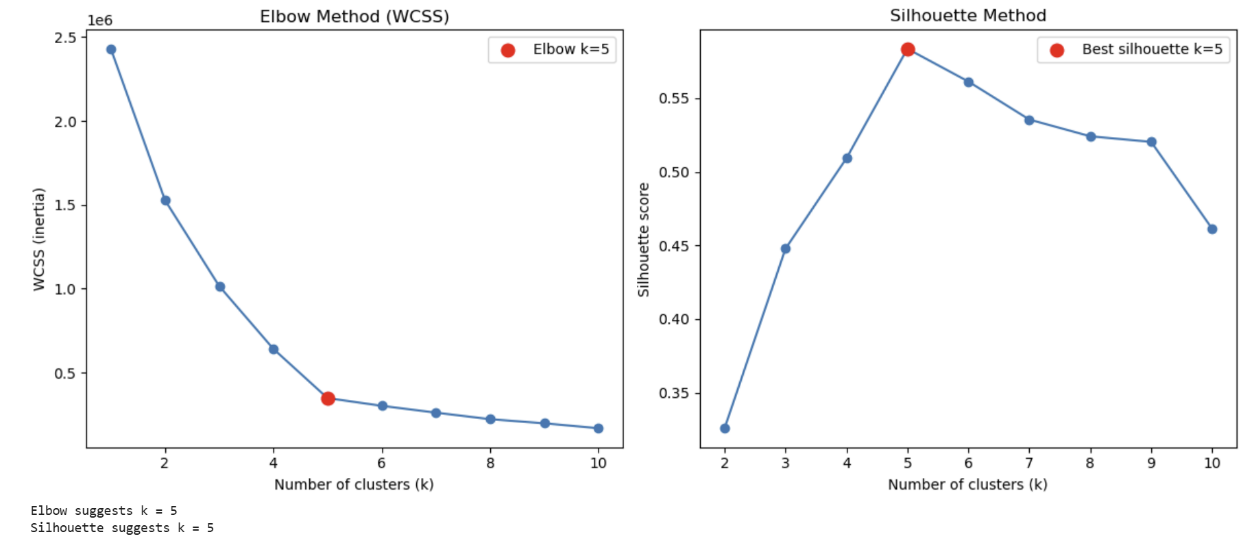 Elbow Method (WCSS)
1e6
Elbow k=5
2.5
2.0
1.5
1.0
0.5
WCSS (inertia)
2 4 6 8 10
Number of clusters (k)
Silhouette Method
Best silhouette k=5
0.55
0.50
0.45
0.40
0.35
Silhouette score
2 3 4 5 6 7 8 9 10
Number of clusters (k)
Elbow suggests k = 5
Silhouette suggests k = 5